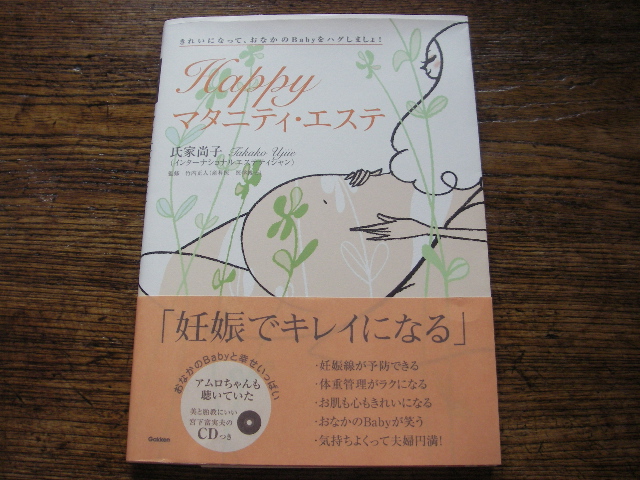 きれいになって、おなかのBabyをハグしましょ！
Happy
マタニティ・エステ
氏家尚子 Takako Ujiie
(インターナショナルエステティシャン)
監修 竹内正人
「妊娠でキレイになる」
おなかのBabyと幸せいっぱい
アムロちゃんも
聴いていた
美と胎教にいい
宮下富実夫の
CDつき
・妊娠線が予防できる
・体重管理がラクになる
・お肌も心もきれいになる
・おなかのBabyが笑う
・気持ちよくって夫婦円満！
Gakken